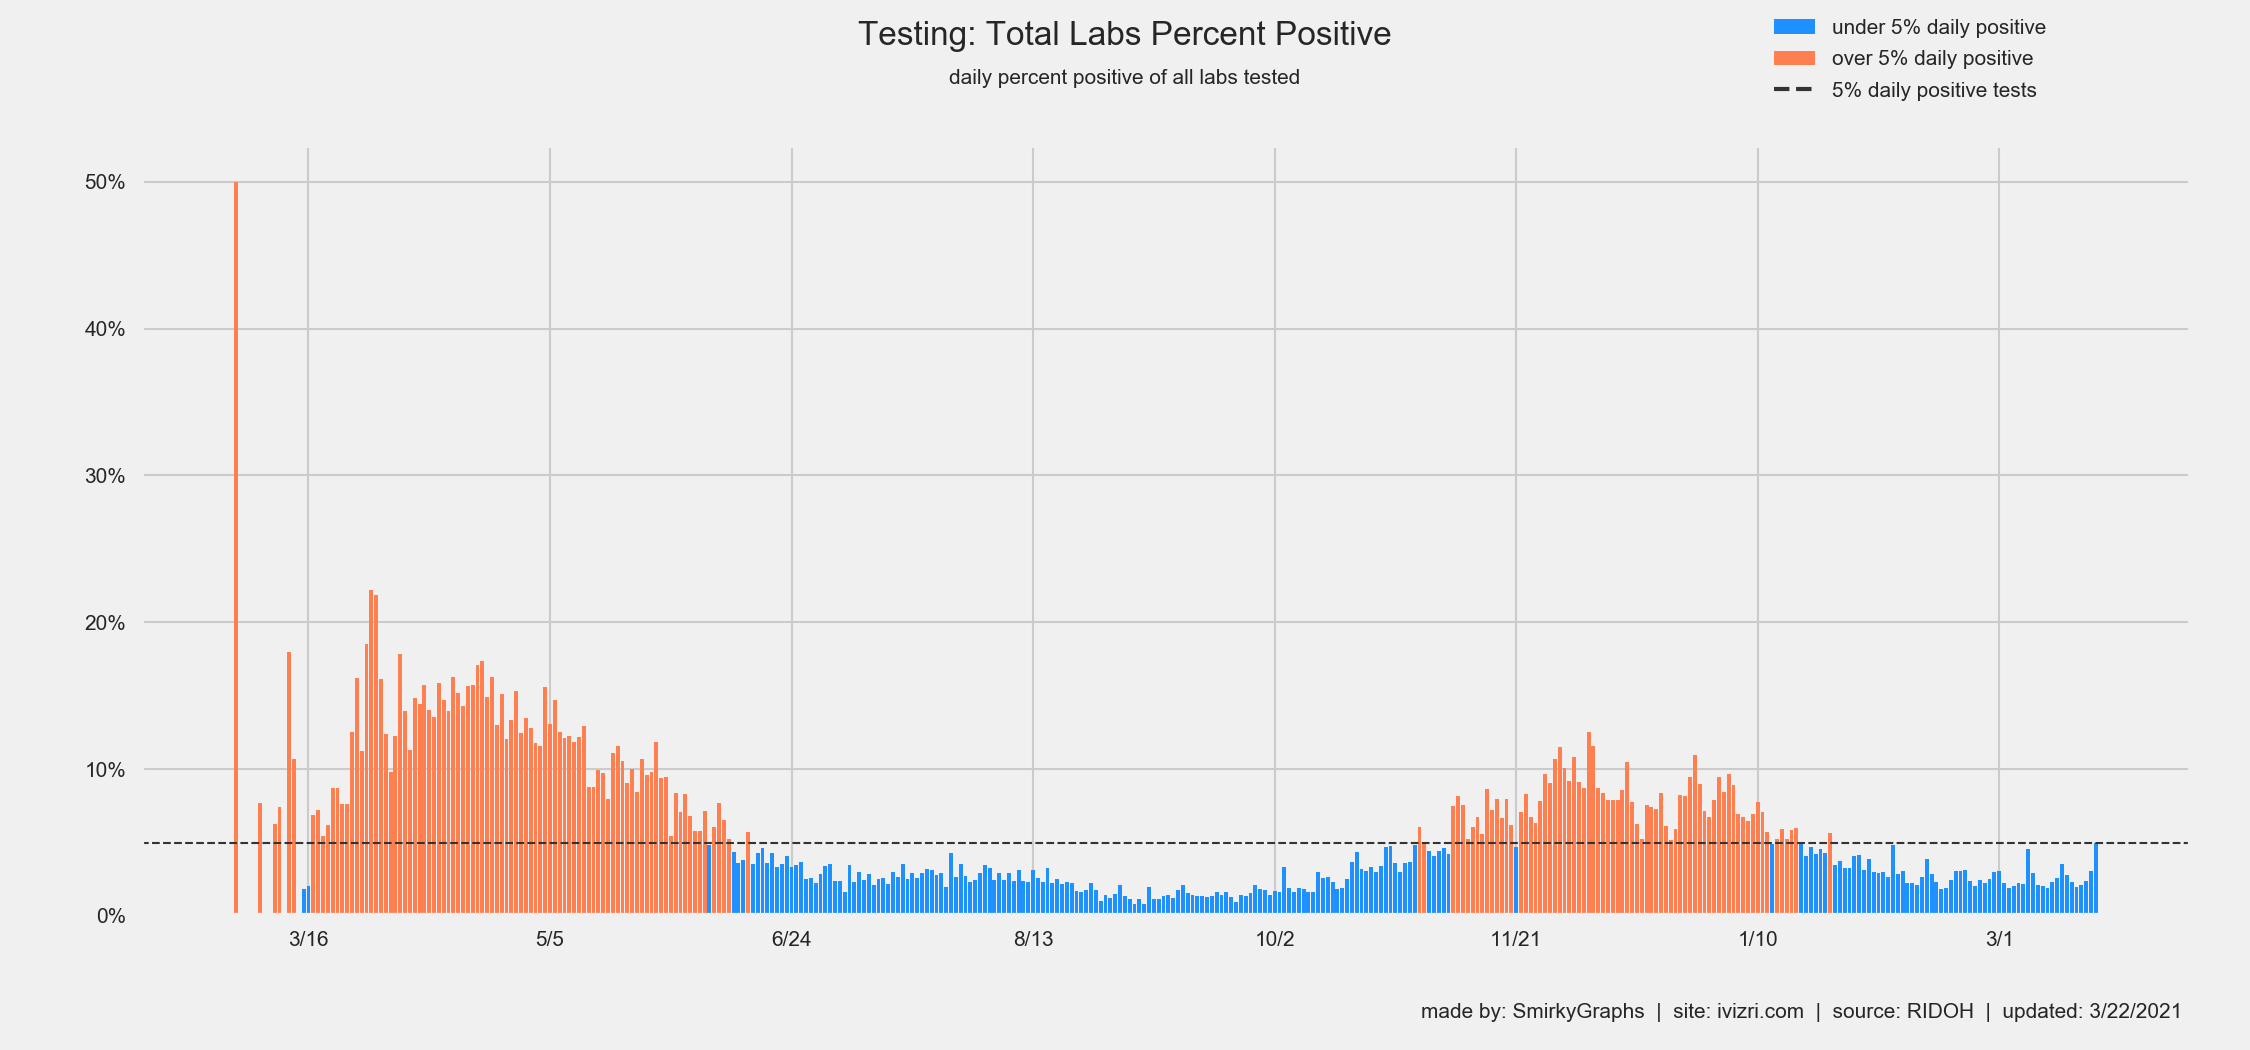 Testing: Total Labs Percent Positive
daily percent positive of all labs tested
under 5% daily positive
over 5% daily positive
5% daily positive tests
50%
40%
30%
20%
10%
0%
3/16 5/5 6/24 8/13 10/2 11/21 1/10 3/1
made by: SmirkyGraphs | site: ivizri.com | source: RIDOH | updated: 3/22/2021